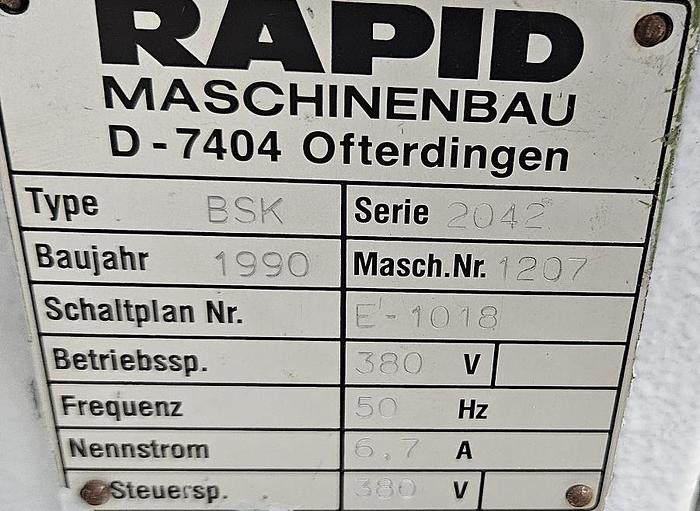 RAPID
MASCHINENBAU
D-7404 Ofterdingen
Type BSK Serie 2042
Baujahr 1990 Masch.Nr. 1207
Schaltplan Nr. E-1018
Betriebssp. 380 V
Frequenz 50 Hz
Nennstrom 6,7 A
Steuersp. 380 V